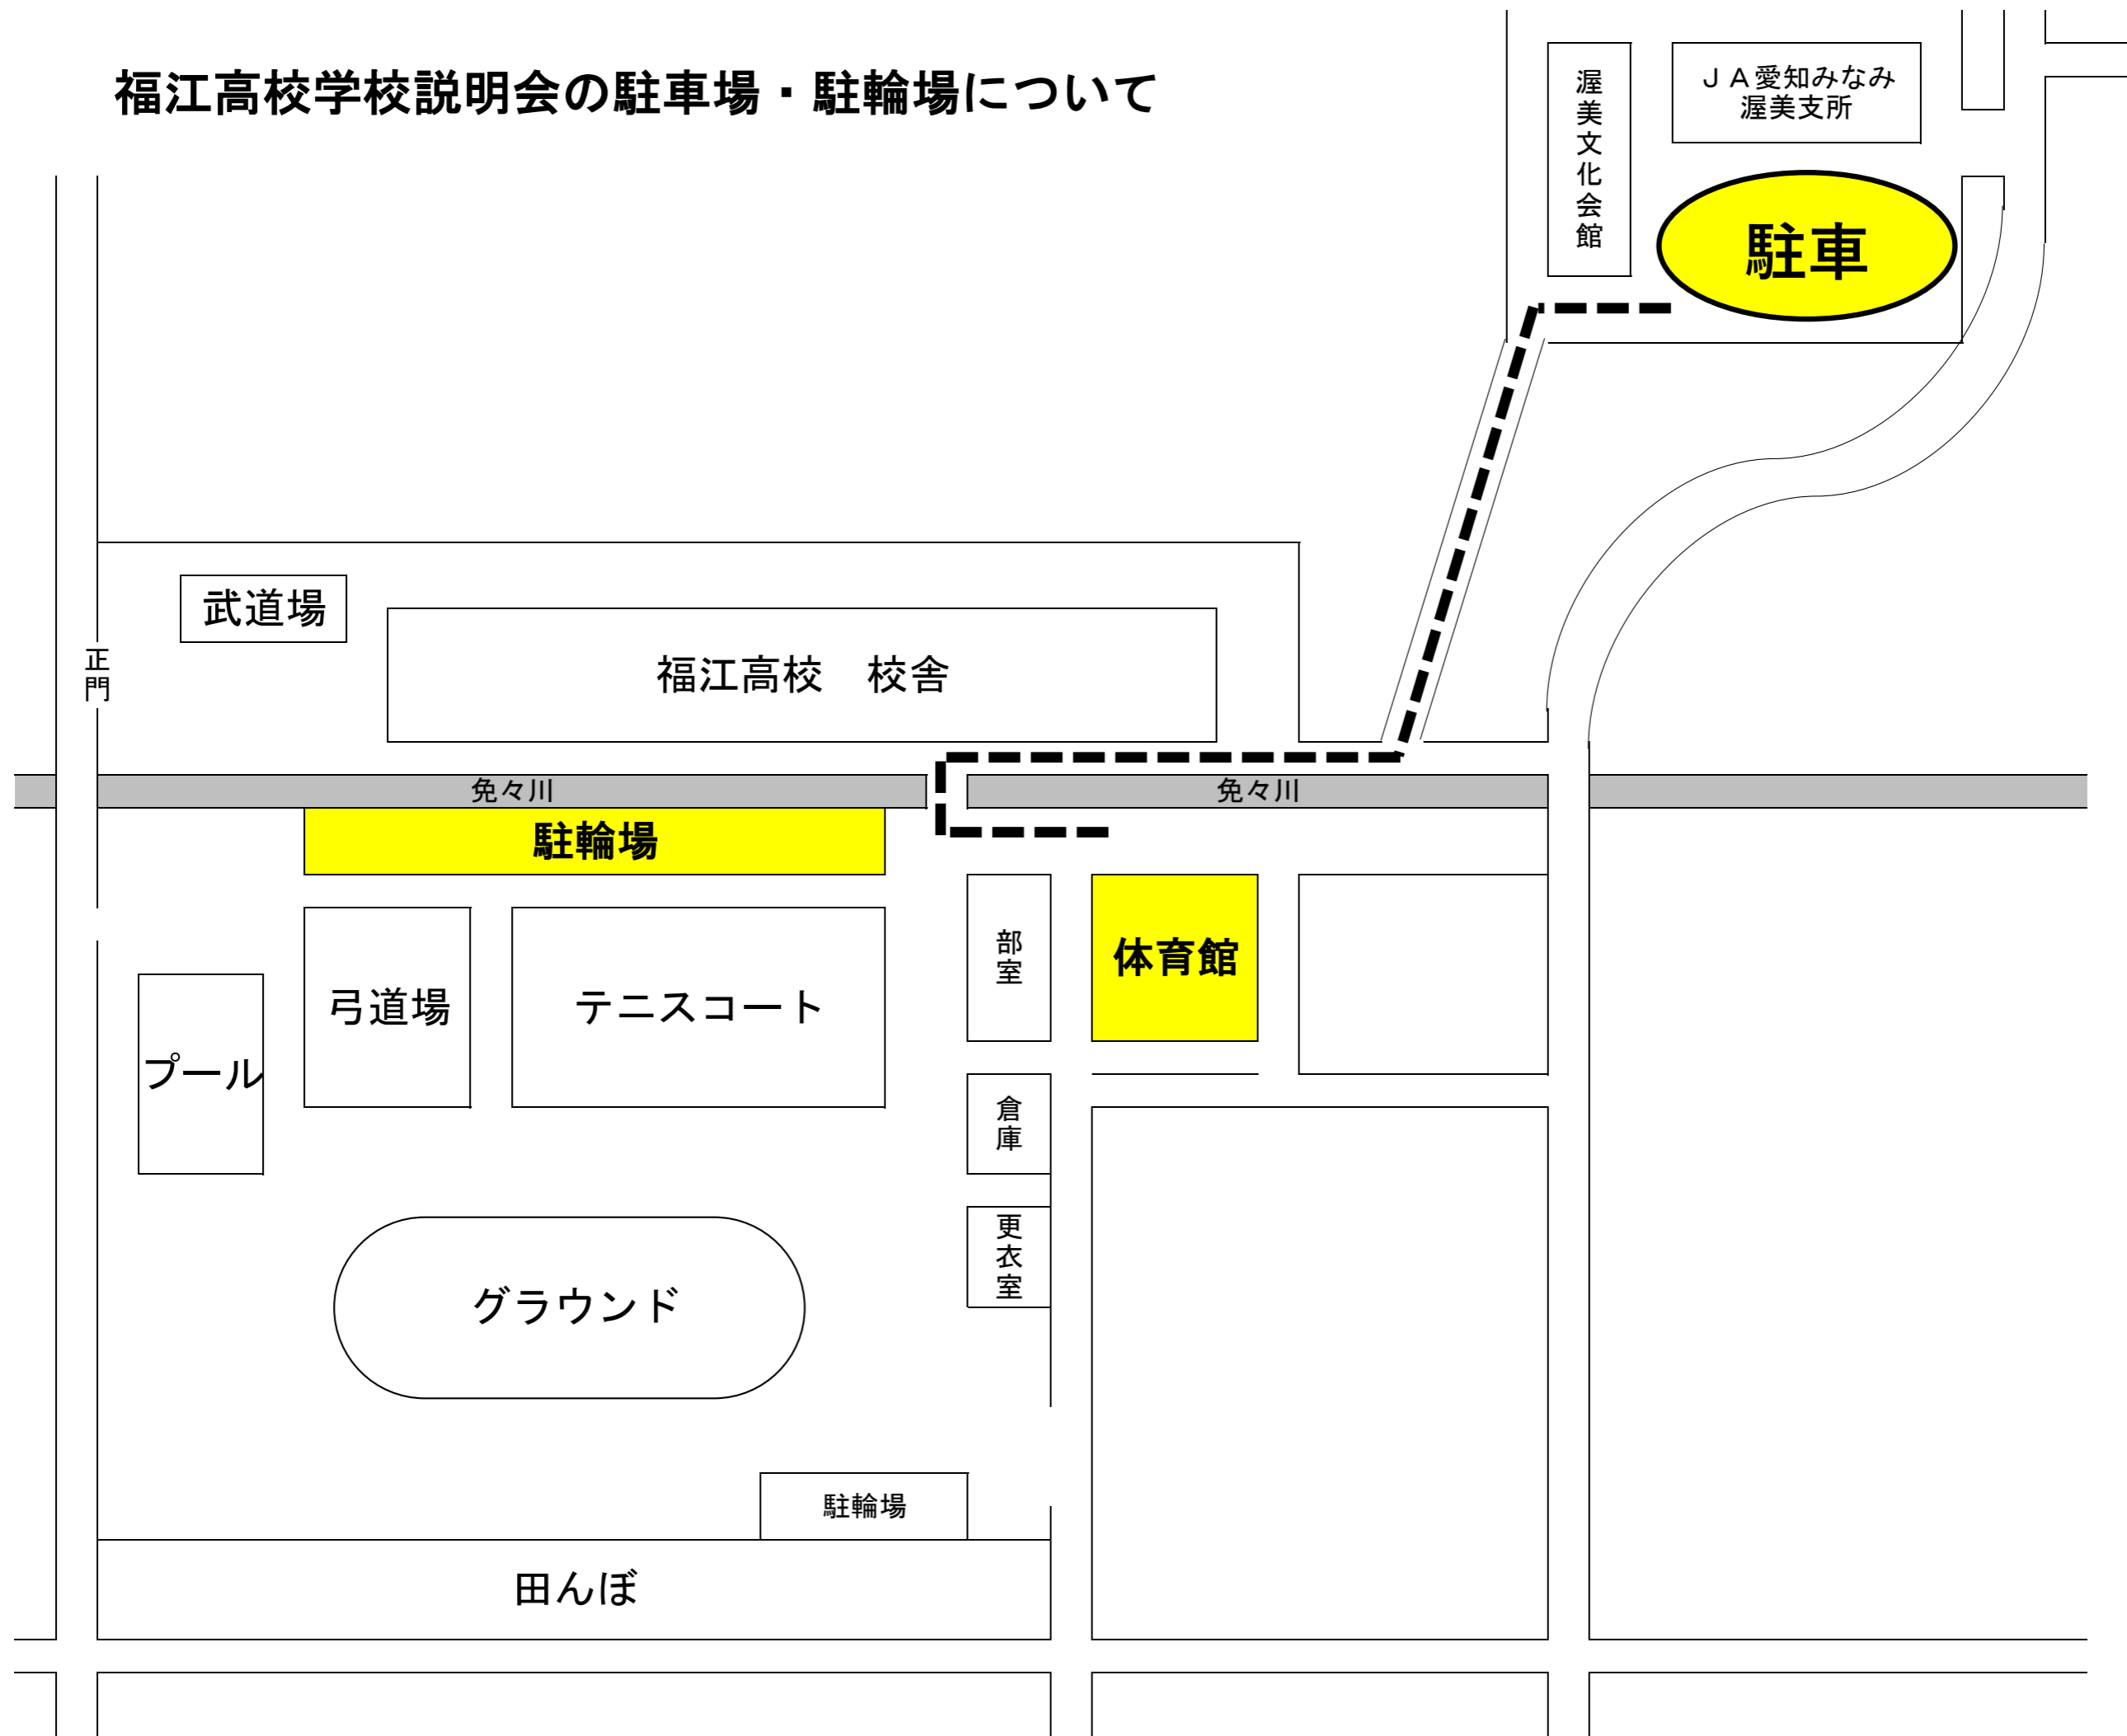 福江高校学校説明会の駐車場・駐輪場について
渥美文化会館
ＪＡ愛知みなみ
渥美支所
駐車
武道場
正門
福江高校　校舎
免々川
免々川
駐輪場
部室
体育館
弓道場
テニスコート
プール
倉庫
更衣室
グラウンド
駐輪場
田んぼ